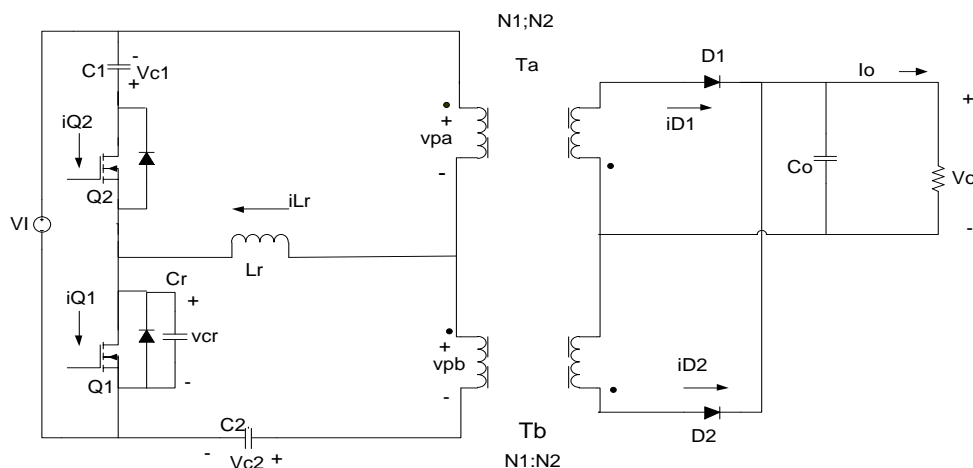 N1;N2
Ta
D1
Io
C1
-
Vc1
+
iQ2
Q2
+
vpa
-
iD1
Co
+
Vo
-
VI
iLr
Lr
Cr
+
iQ1
vcr
-
Q1
+
vpb
-
iD2
D2
C2
-
Vc2
+
Tb
N1:N2